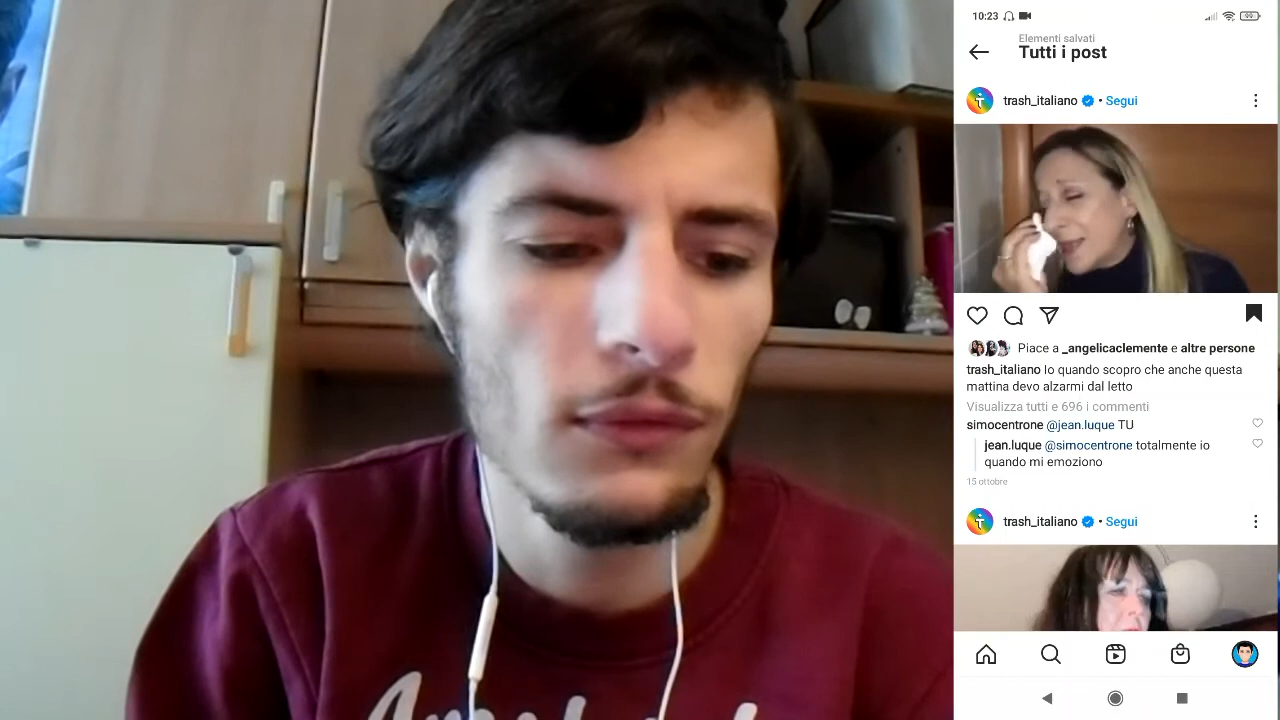 10:23
Elementi salvati
Tutti i post
trash_italiano • Segui
Piace a _angelicaclemente e altre persone
trash_italiano Io quando scopro che anche questa
mattina devo alzarmi dal letto
Visualizza tutti e 696 i commenti
simocentrone @jean.luque TU
jean.luque @simocentrone totalmente io
quando mi emoziono
15 ottobre
trash_italiano • Segui